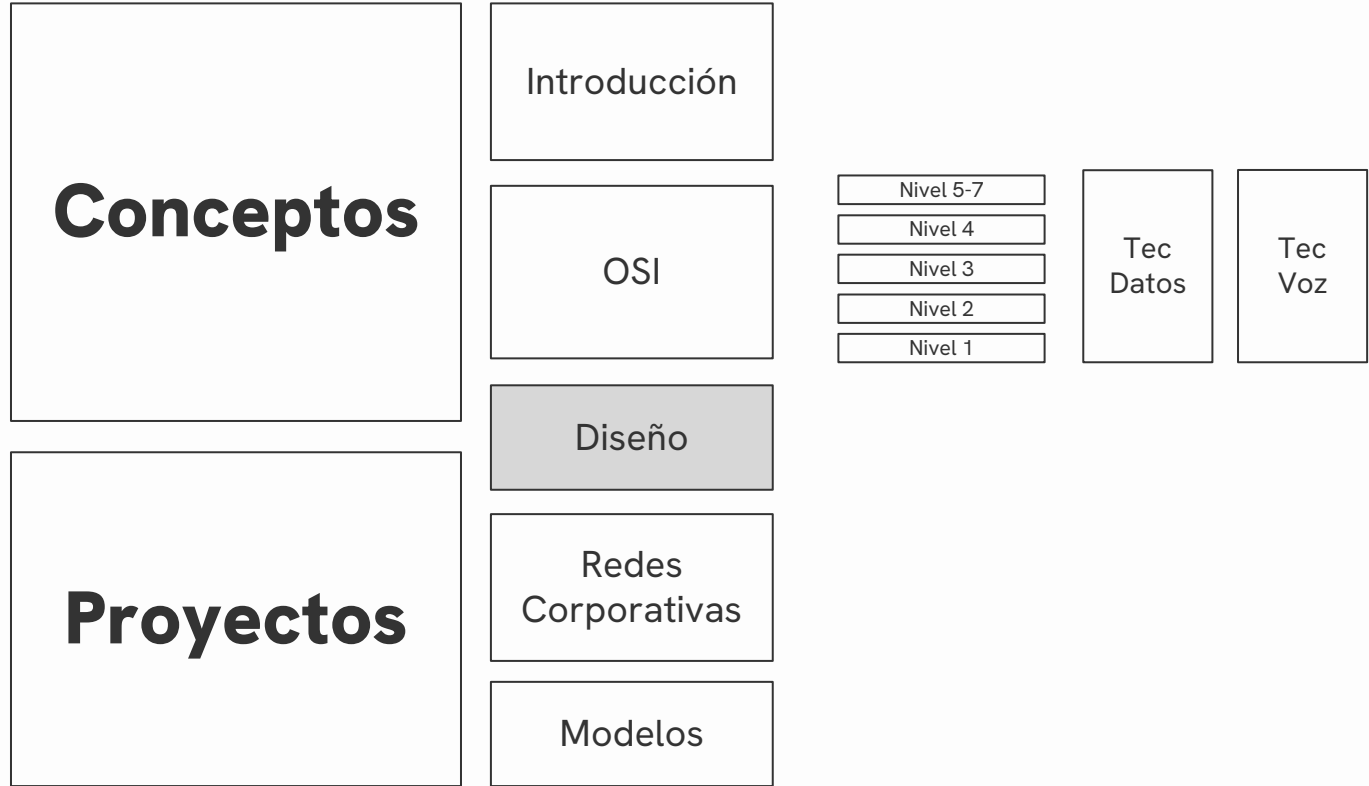 Conceptos
Proyectos
Introducción
OSI
Diseño
Redes
Corporativas
Modelos
Nivel 5-7
Nivel 4
Nivel 3
Nivel 2
Nivel 1
Tec
Datos
Tec
Voz